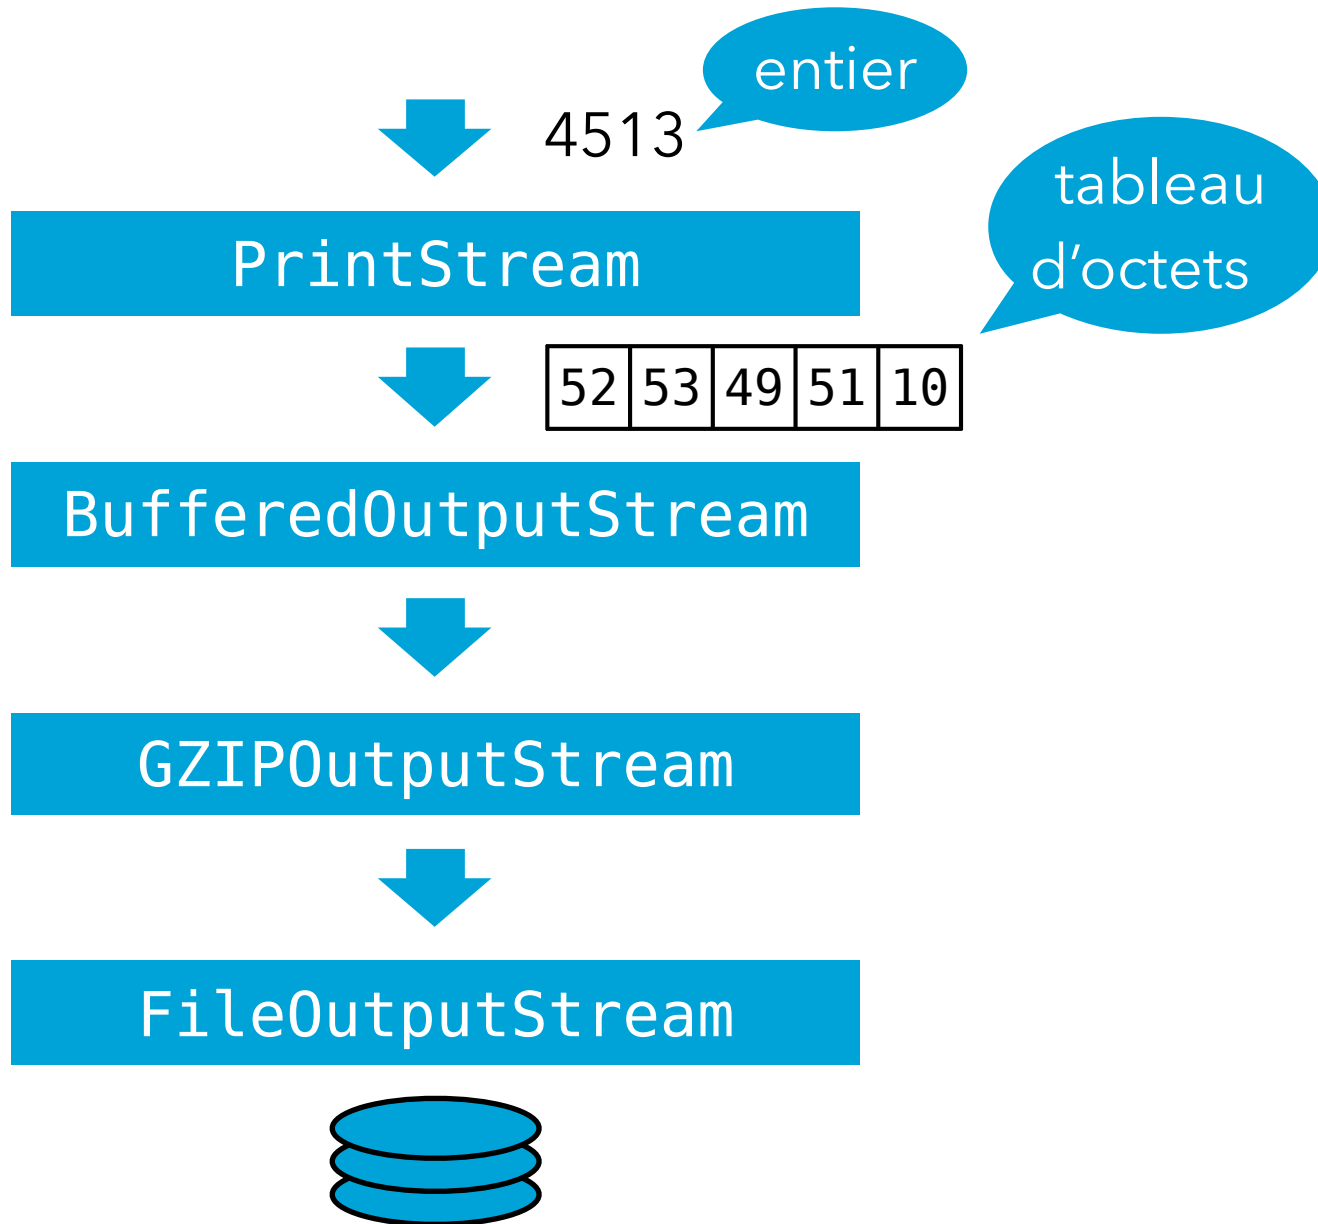 entier
4513
tableau
d’octets
PrintStream
52 53 49 51 10
BufferedOutputStream
GZIPOutputStream
FileOutputStream